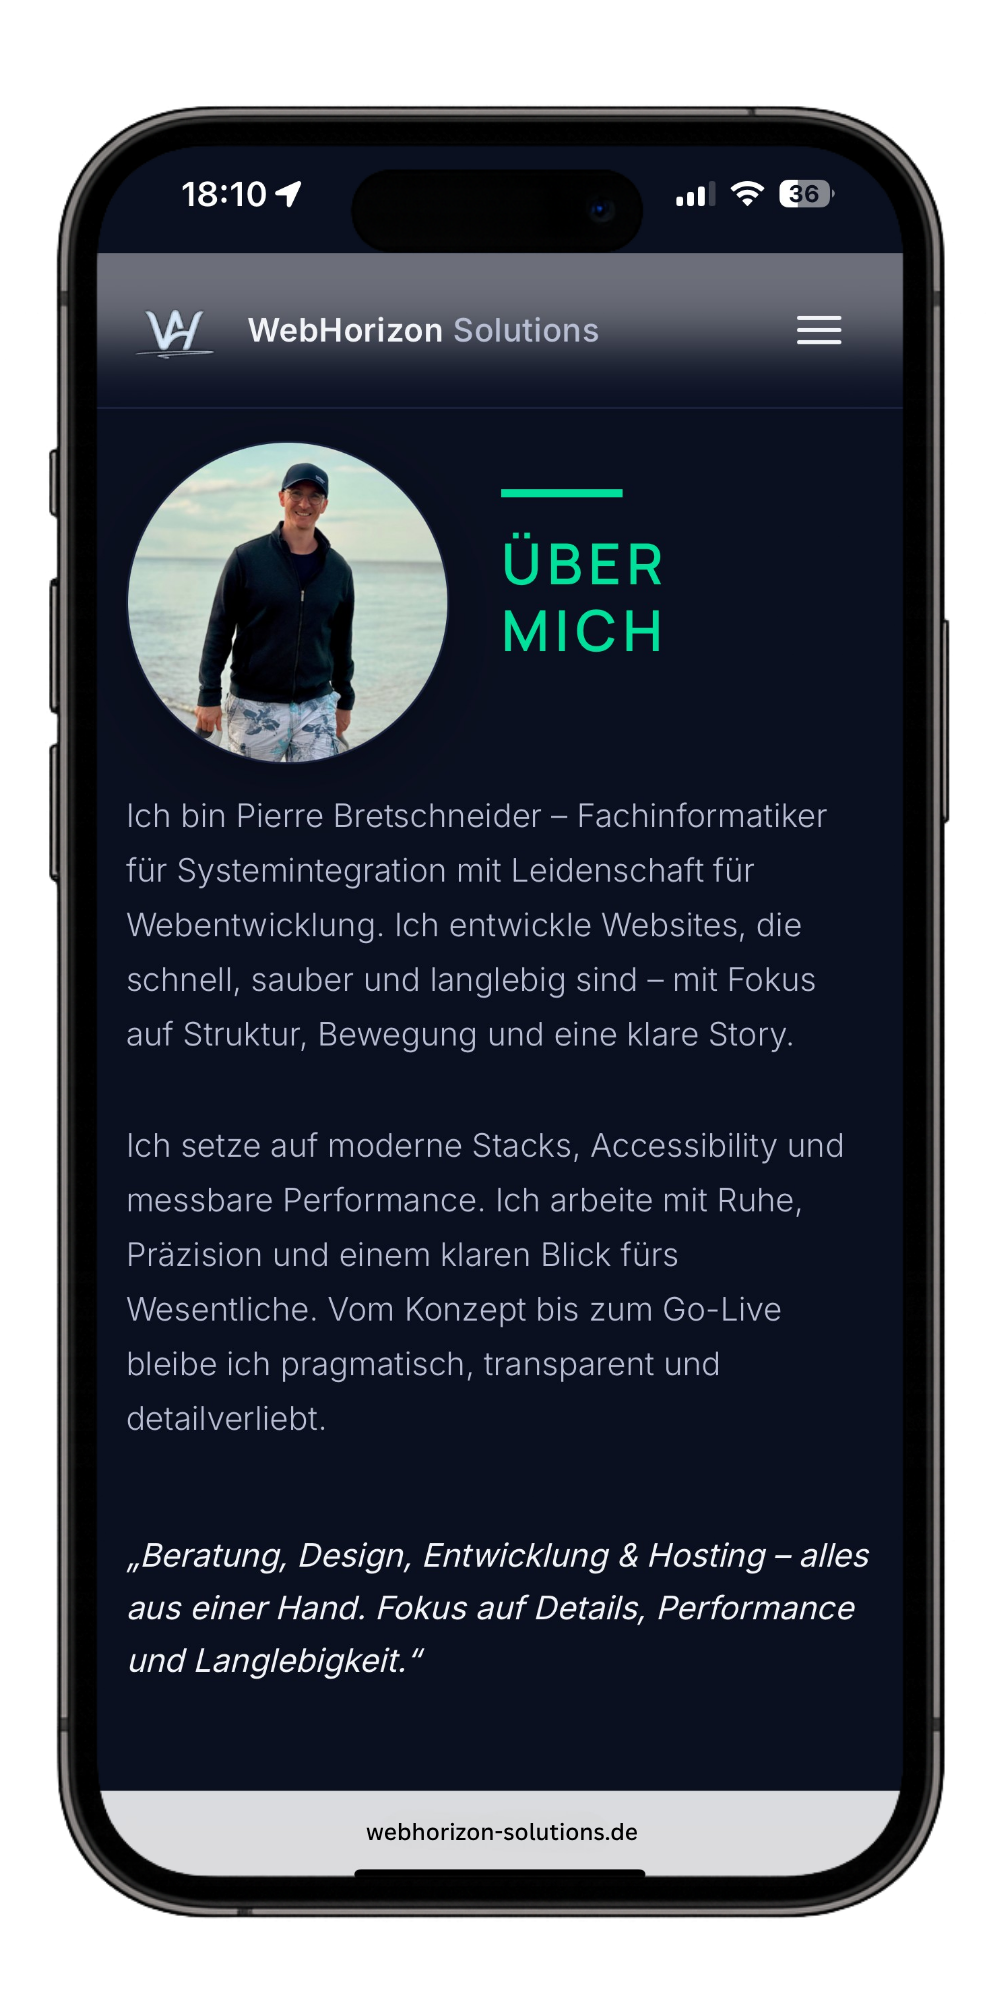 18:10
36
WH
WebHorizon Solutions
ÜBER
MICH
Ich bin Pierre Bretschneider – Fachinformatiker
für Systemintegration mit Leidenschaft für
Webentwicklung. Ich entwickle Websites, die
schnell, sauber und langlebig sind – mit Fokus
auf Struktur, Bewegung und eine klare Story.
Ich setze auf moderne Stacks, Accessibility und
messbare Performance. Ich arbeite mit Ruhe,
Präzision und einem klaren Blick fürs
Wesentliche. Vom Konzept bis zum Go-Live
bleibe ich pragmatisch, transparent und
detailverliebt.
„Beratung, Design, Entwicklung & Hosting – alles
aus einer Hand. Fokus auf Details, Performance
und Langlebigkeit.“
webhorizon-solutions.de